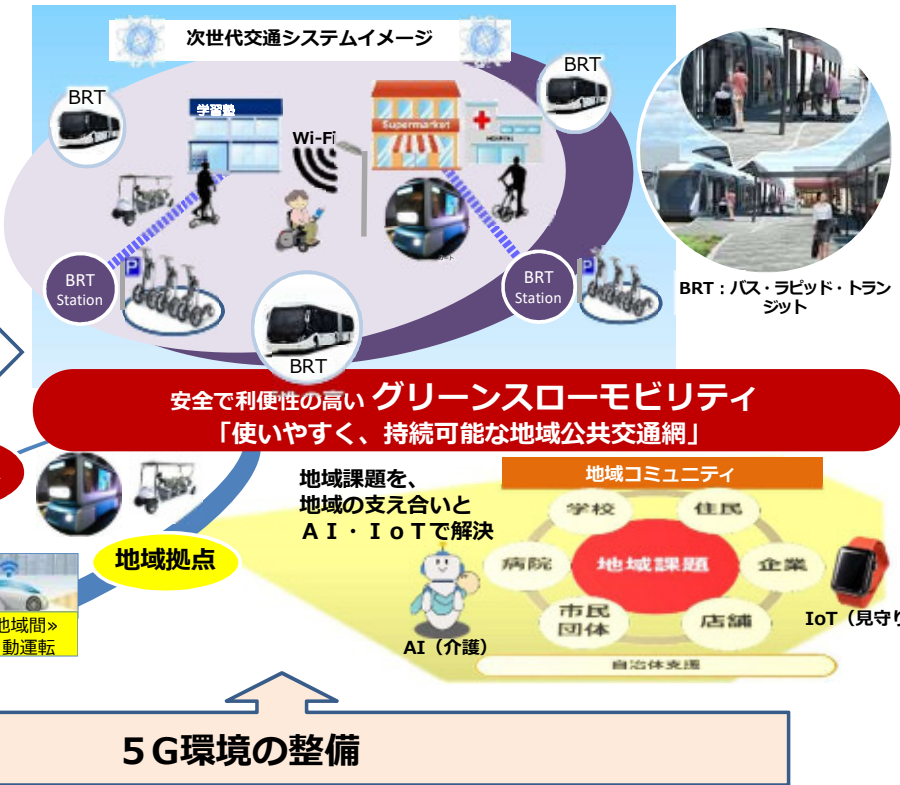 次世代交通システムイメージ
BRT
BRT
学習塾
Supermarket
HOSPITAL
Wi-Fi
P
BRT
Station
BRT
Station
P
BRT
BRT：バス・ラピッド・トラン
ジット
安全で利便性の高い グリーンスローモビリティ
「使いやすく、持続可能な地域公共交通網」
地域課題を、
地域の支え合いと
ＡＩ・ＩｏＴで解決
地域コミュニティ
学校
住民
病院
地域課題
企業
市民
団体
店舗
AI（介護）
IoT（見守り
自治体支援
地域拠点
地域間»
動運転
５G環境の整備